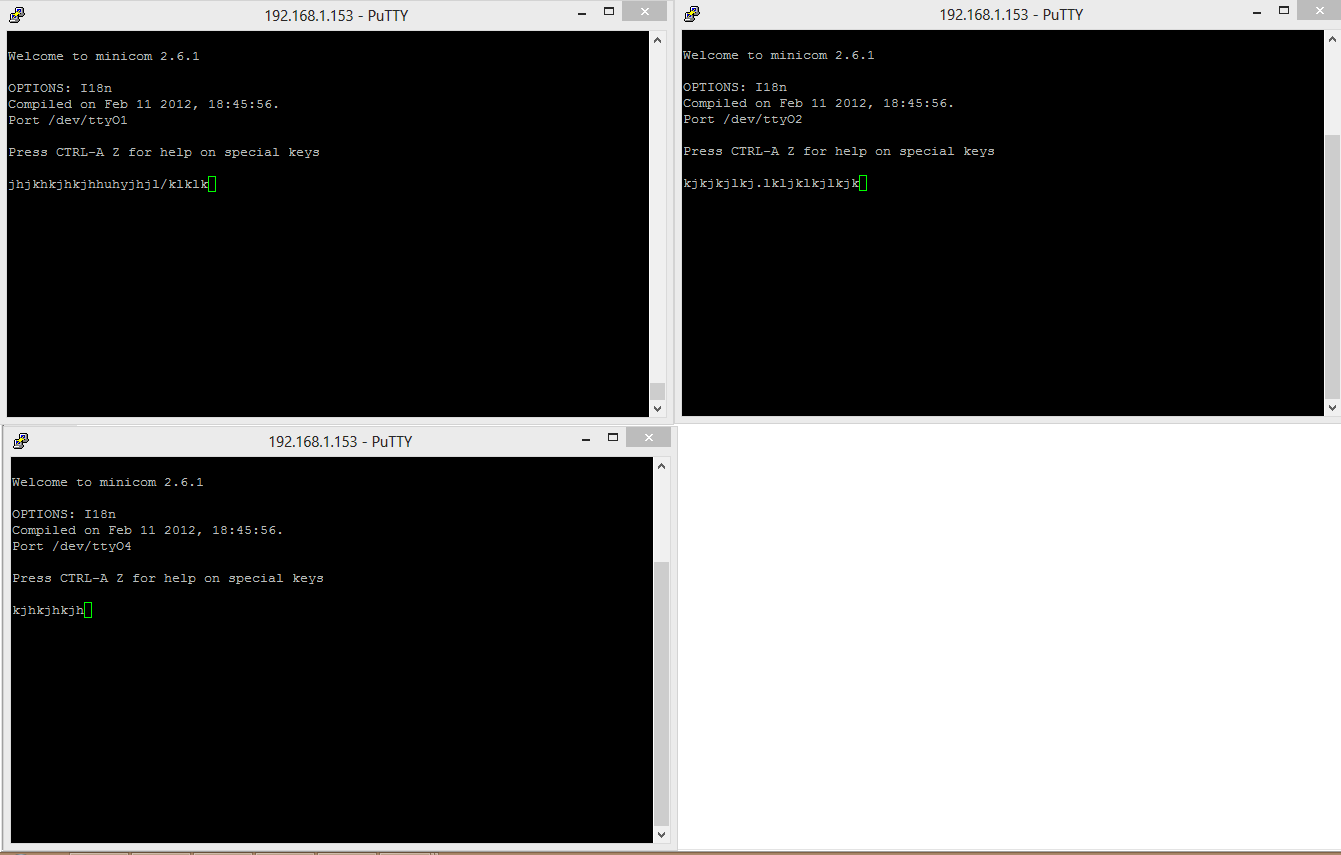 192.168.1.153 - PuTTY
Welcome to minicom 2.6.1
OPTIONS: I18n
Compiled on Feb 11 2012, 18:45:56.
Port /dev/ttyO1
Press CTRL-A Z for help on special keys
jhjkhkjhkjhhuhyjhjl/klklk
192.168.1.153 - PuTTY
Welcome to minicom 2.6.1
OPTIONS: I18n
Compiled on Feb 11 2012, 18:45:56.
Port /dev/ttyO2
Press CTRL-A Z for help on special keys
kjkjkjlkj.lkljklkjlkjk
192.168.1.153 - PuTTY
Welcome to minicom 2.6.1
OPTIONS: I18n
Compiled on Feb 11 2012, 18:45:56.
Port /dev/ttyO4
Press CTRL-A Z for help on special keys
kjhkjhkjh